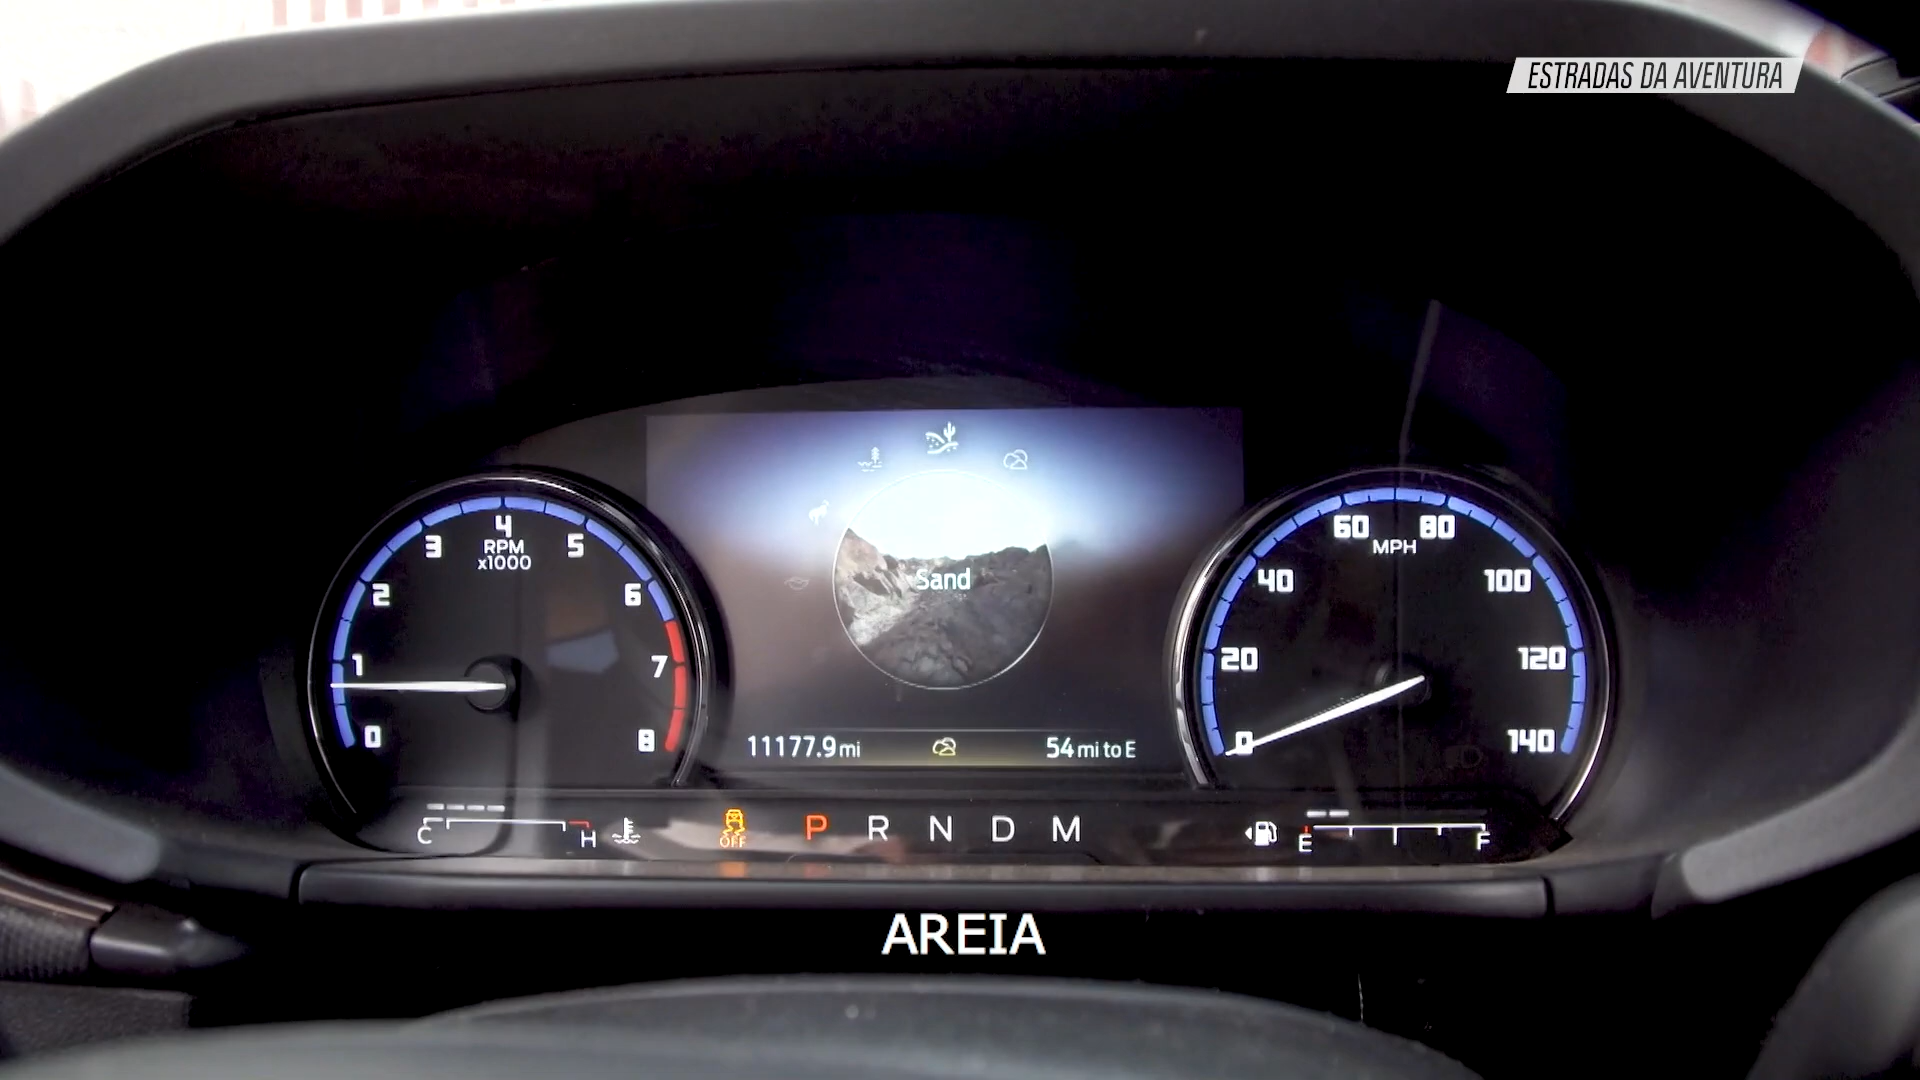 ESTRADAS DA AVENTURA
4
3
RPM
x1000
5
2
6
1
7
0
8
Sand
60
80
MPH
40
100
20
120
0
140
11177.9 mi
54 mi to E
C
H
OFF
P R N D M
E
F
AREIA